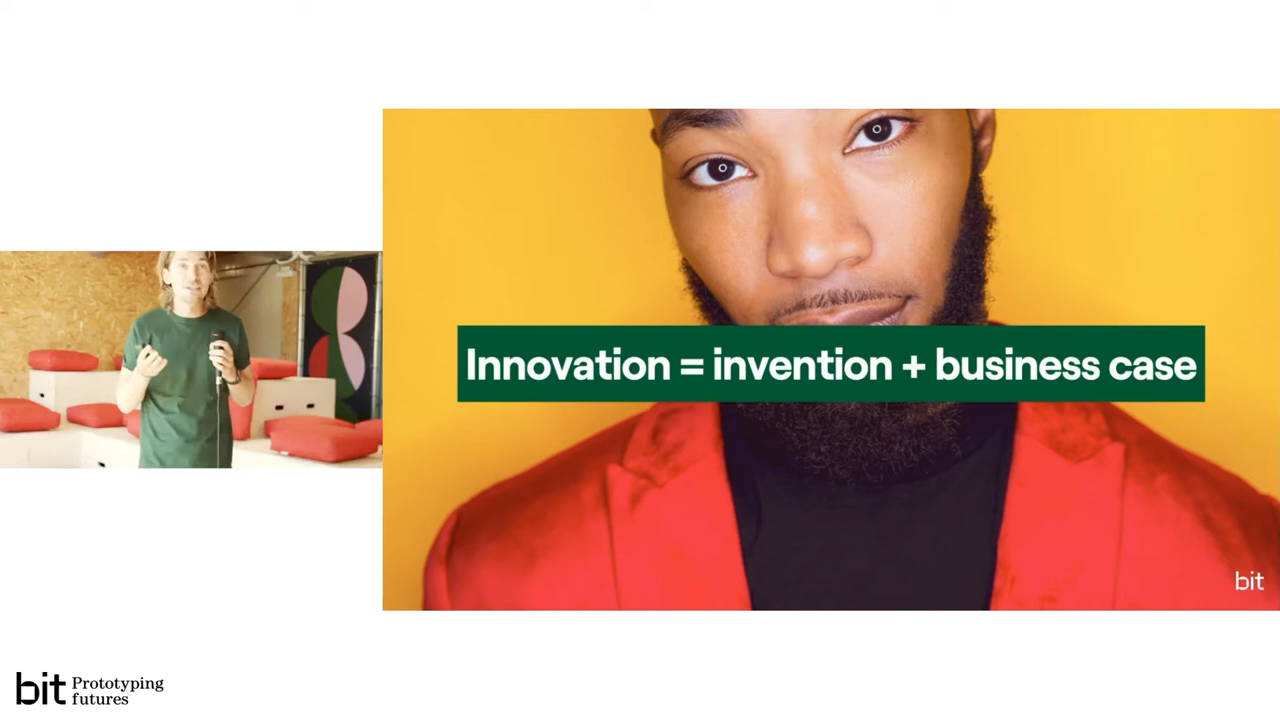 Innovation = invention + business case
bit
bit Prototyping
futures